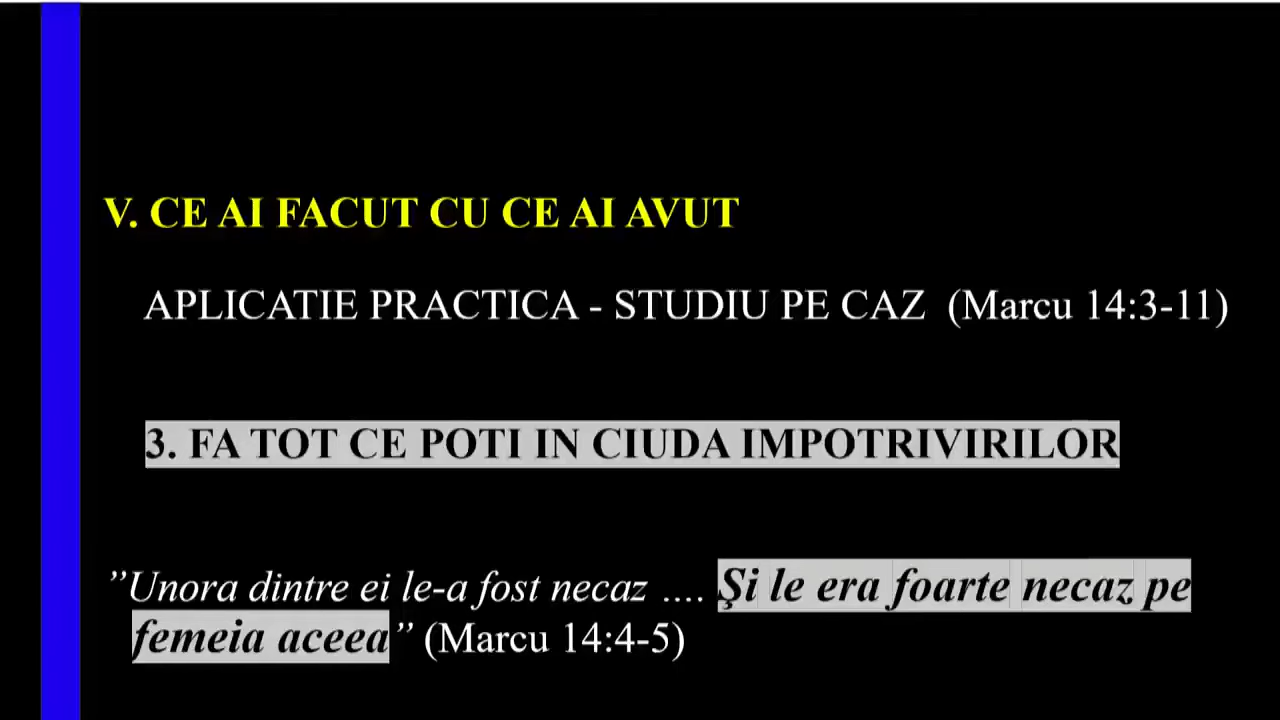 V. CE AI FACUT CU CE AI AVUT
APLICATIE PRACTICA - STUDIU PE CAZ (Marcu 14:3-11)
3. FA TOT CE POTI IN CIUDA IMPOTRIVIRILOR
”Unora dintre ei le-a fost necaz .... Şi le era foarte necaz pe
femeia aceea” (Marcu 14:4-5)